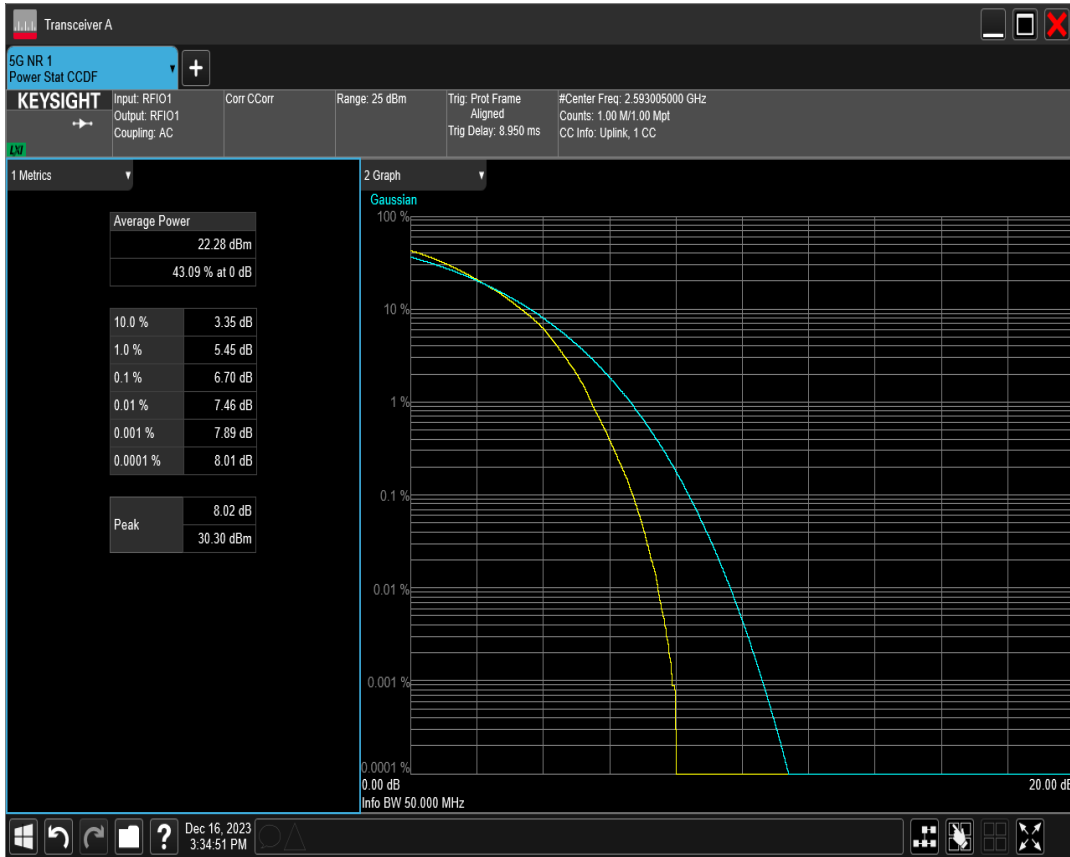 Transceiver A
5G NR 1
Power Stat CCDF
+
KEYSIGHT
LXI
Input: RFIO1
Output: RFIO1
Coupling: AC
Corr CCorr
Range: 25 dBm
Trig: Prot Frame
Aligned
Trig Delay: 8.950 ms
#Center Freq: 2.593005000 GHz
Counts: 1.00 M/1.00 Mpt
CC Info: Uplink, 1 CC
1 Metrics
Average Power
22.28 dBm
43.09 % at 0 dB
10.0 % 3.35 dB
1.0 % 5.45 dB
0.1 % 6.70 dB
0.01 % 7.46 dB
0.001 % 7.89 dB
0.0001 % 8.01 dB
Peak
8.02 dB
30.30 dBm
2 Graph
Gaussian
100 %
10 %
1 %
0.1 %
0.01 %
0.001 %
0.0001 %
0.00 dB 20.00 dB
Info BW 50.000 MHz
?
Dec 16, 2023
3:34:51 PM